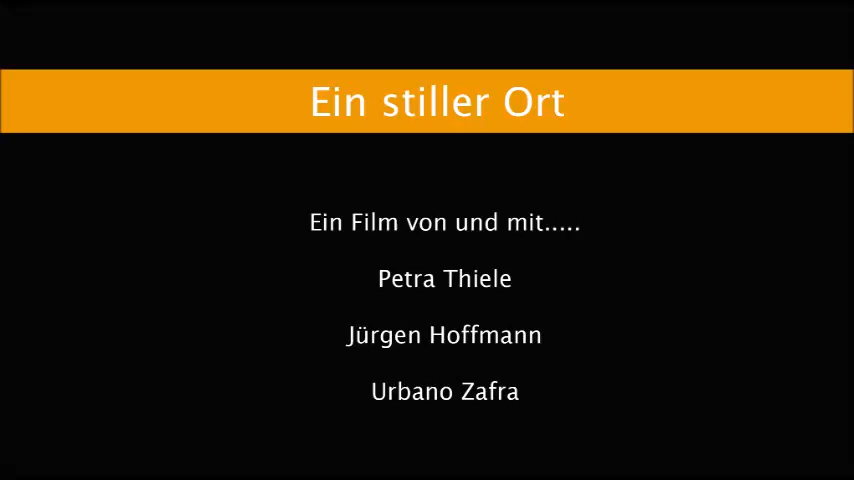 Ein stiller Ort
Ein Film von und mit.....
Petra Thiele
Jürgen Hoffmann
Urbano Zafra